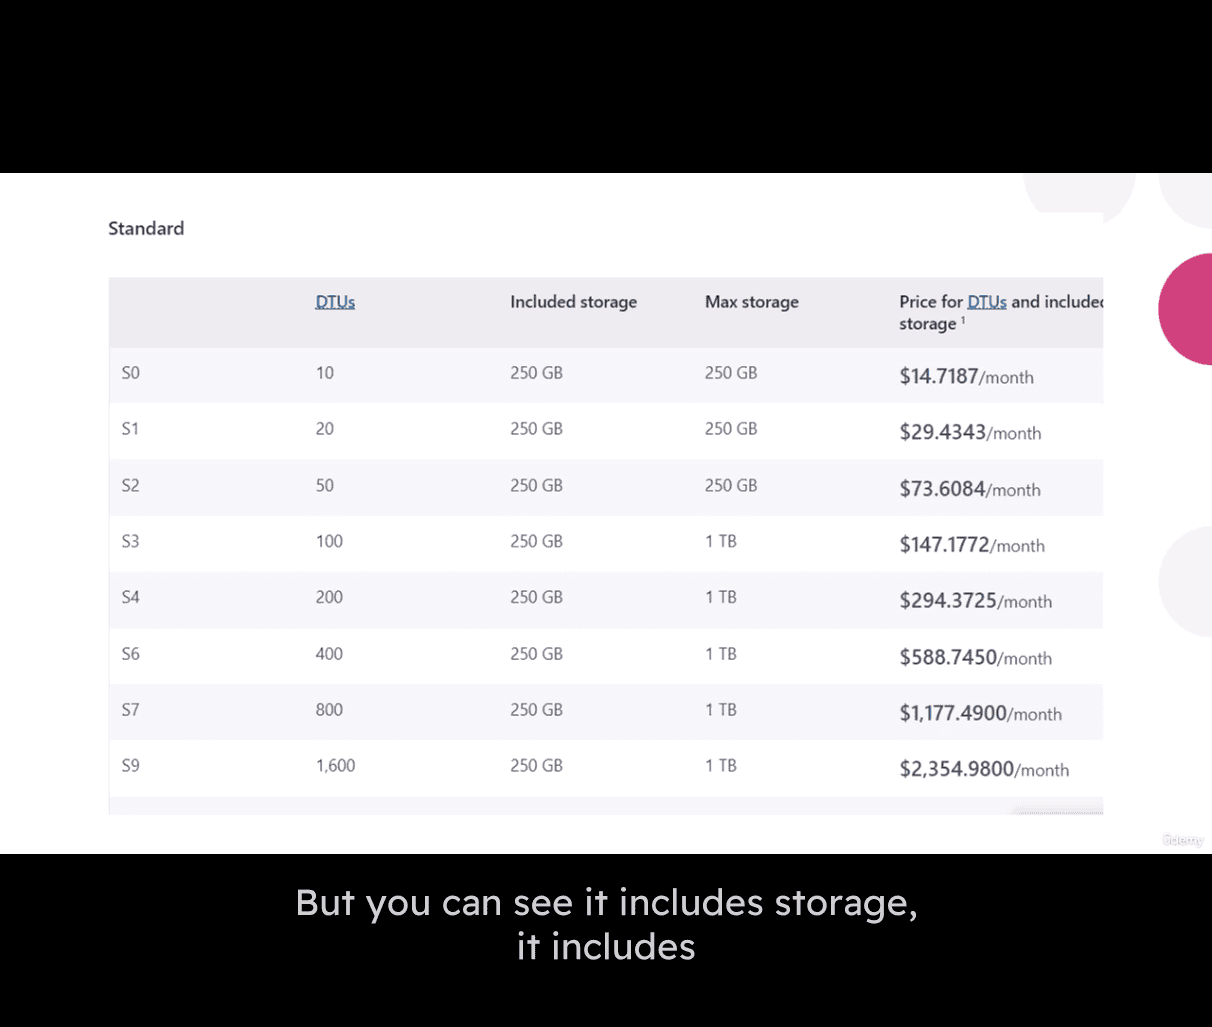 Standard
DTUs Included storage Max storage Price for DTUs and included
storage 1
S0 10 250 GB 250 GB $14.7187/month
S1 20 250 GB 250 GB $29.4343/month
S2 50 250 GB 250 GB $73.6084/month
S3 100 250 GB 1 TB $147.1772/month
S4 200 250 GB 1 TB $294.3725/month
S6 400 250 GB 1 TB $588.7450/month
S7 800 250 GB 1 TB $1,177.4900/month
S9 1,600 250 GB 1 TB $2,354.9800/month
ûdemy
But you can see it includes storage,
it includes